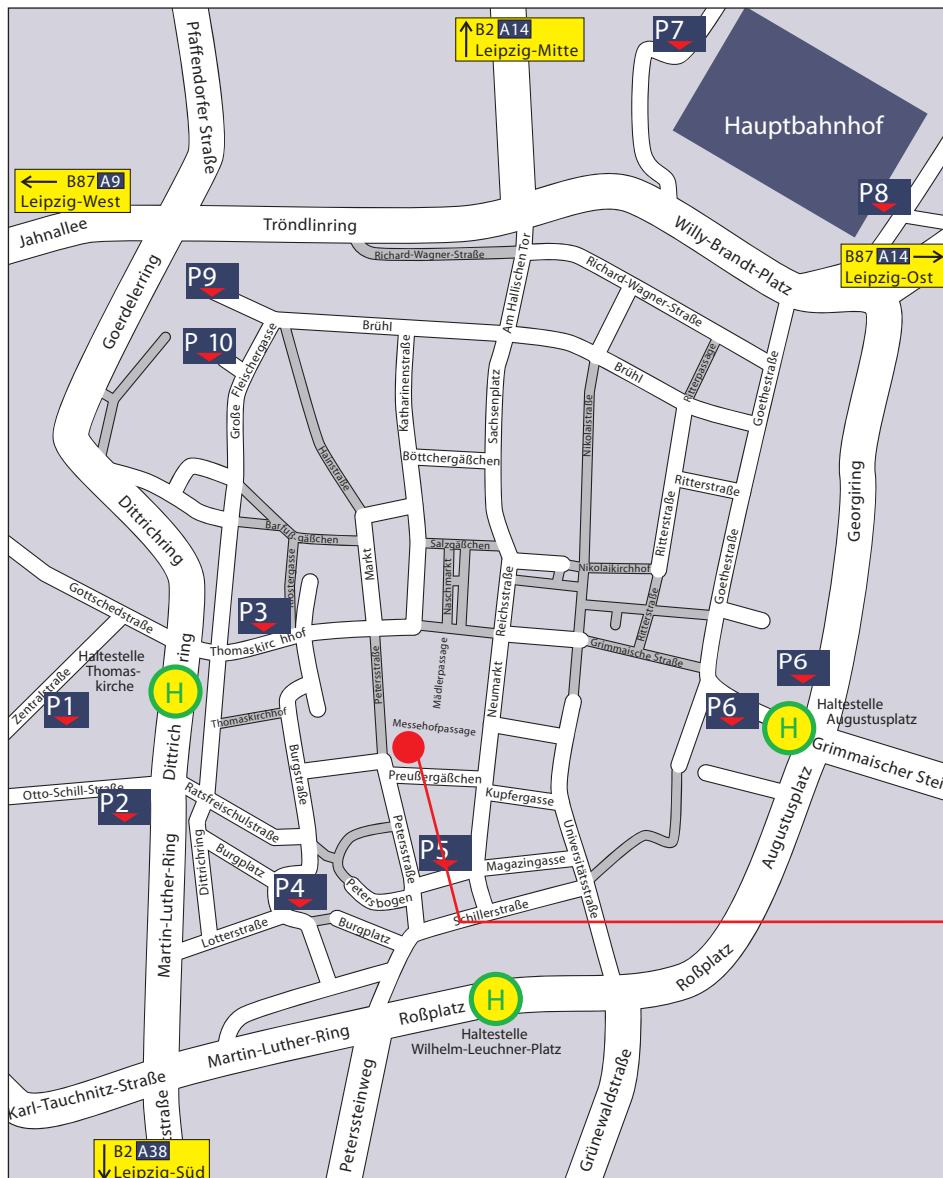 Pfaffendorfer Straße
B2 A14
Leipzig-Mitte
P7
Hauptbahnhof
B87 A9
Leipzig-West
P8
Jahnallee
Tröndlinring
Willy-Brandt-Platz
B87 A14
Leipzig-Ost
Richard-Wagner-Straße
Am Hallischen Tor
Richard-Wagner-Straße
Goerdelerring
P9
Brühl
P 10
Große Fleischergasse
Katharinenstraße
Sachsenplatz
Brühl
Ritterpassage
Goethestraße
Nikolaistraße
Hainstraße
Böttchergäßchen
Ritterstraße
Georgiring
Dittrichring
Barfußgäßchen
Markt
Salzgäßchen
Naschmarkt
Reichsstraße
Nikolaikirchhof
Ritterstraße
Goethestraße
Gottschedstraße
P3
Klostergasse
Thomaskirchhof
Ritterstraße
Grimmaische Straße
Haltestelle
Thomas-
kirche
H
Dittrichring
Zentralstraße
P1
Petersstraße
Mädlerpassage
Neumarkt
P6
P6
H
Haltestelle
Augustusplatz
Thomaskirchhof
Messehofpassage
Grimmaischer Stei
Burgstraße
Preußergäßchen
Otto-Schill-Straße
P2
Ratsfreischulstraße
Kupfergasse
Augustusplatz
Dittrichring
Burgplatz
Petersstraße
P5
Universitätsstraße
Magazingasse
P4
Petersbogen
Martin-Luther-Ring
Lotterstraße
Burgplatz
Schillerstraße
Roßplatz
Roßplatz
H
Haltestelle
Wilhelm-Leuchner-Platz
Martin-Luther-Ring
Karl-Tauchnitz-Straße
tstraße
Peterssteinweg
Grünewaldstraße
B2 A38
Leipzig-Süd